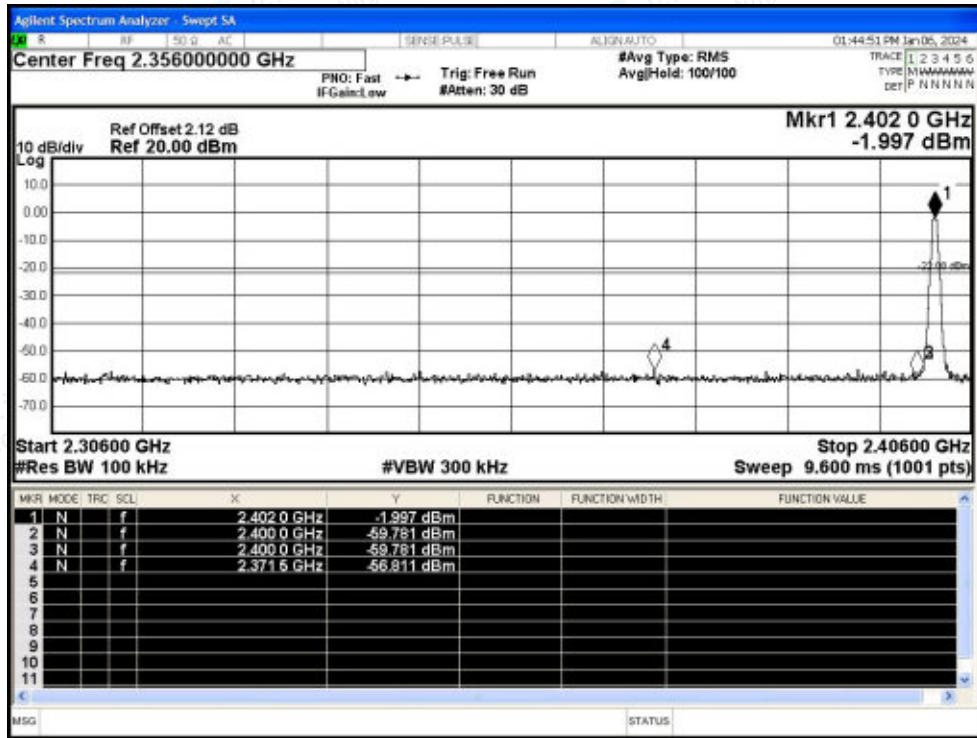 Agilent Spectrum Analyzer - Swept SA
R RF 50 Ω AC SENSE:PULSE ALIGNAUTO 01:44:51 PM Jan 06, 2024
Center Freq 2.356000000 GHz #Avg Type: RMS TRACE 1 2 3 4 5 6
PNO: Fast Trig: Free Run Avg|Hold: 100/100 TYPE M W W W W W
IFGain:Low #Atten: 30 dB DET P N N N N N
Mkr1 2.402 0 GHz
Ref Offset 2.12 dB
10 dB/div Ref 20.00 dBm -1.997 dBm
Log
10.0
1
0.00
-10.0
-20.0
-22.00 dBm
-30.0
-40.0
-50.0
4
3
-60.0
-70.0
Start 2.30600 GHz Stop 2.40600 GHz
#Res BW 100 kHz #VBW 300 kHz Sweep 9.600 ms (1001 pts)
MKR MODE TRC SCL X Y FUNCTION FUNCTION WIDTH FUNCTION VALUE
1 N f 2.402 0 GHz -1.997 dBm
2 N f 2.400 0 GHz -59.781 dBm
3 N f 2.400 0 GHz -59.781 dBm
4 N f 2.371 5 GHz -56.811 dBm
5
6
7
8
9
10
11
MSG STATUS